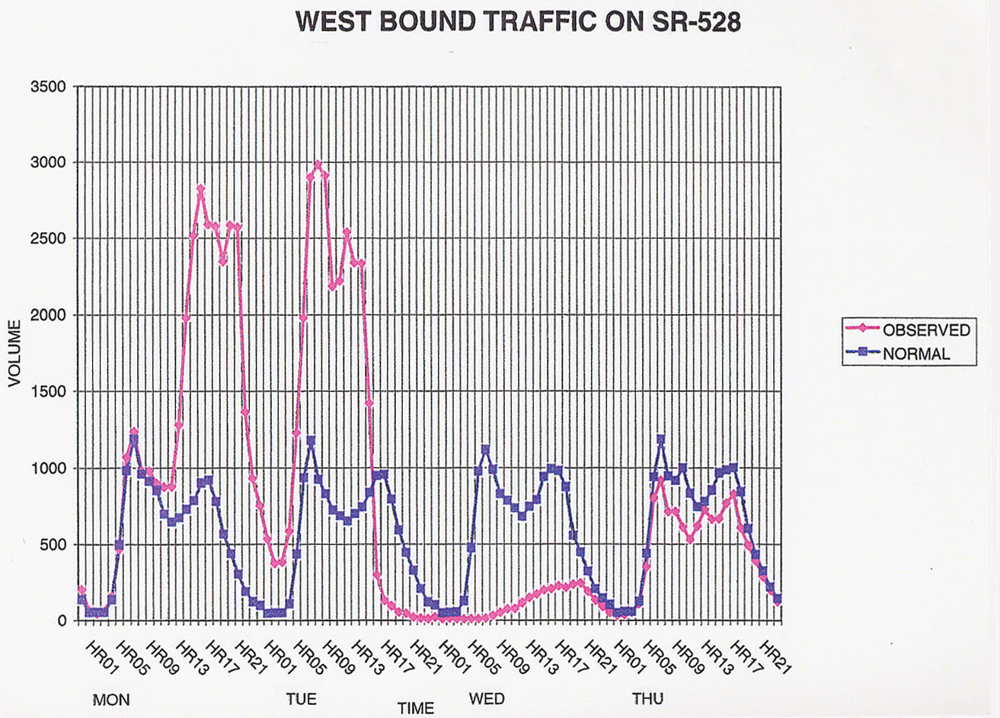 WEST BOUND TRAFFIC ON SR-528
3500
3000
2500
2000
1500
1000
500
0
VOLUME
OBSERVED
NORMAL
HR01
HR05
HR09
HR13
HR17
HR21
HR01
HR05
HR09
HR13
HR17
HR21
HR01
HR05
HR09
HR13
HR17
HR21
HR01
HR05
HR09
HR13
HR17
HR21
MON
TUE
WED
THU
TIME